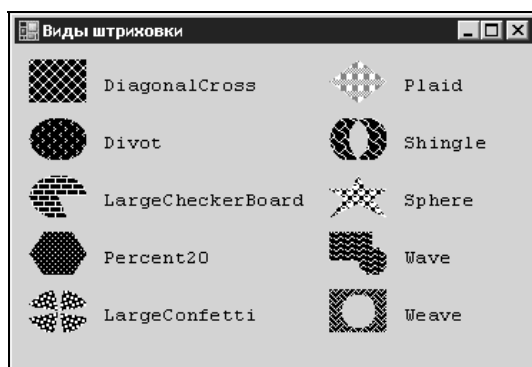 Виды штриховки
DiagonalCross
Plaid
Divot
Shingle
LargeCheckerBoard
Sphere
Percent20
Wave
LargeConfetti
Weave